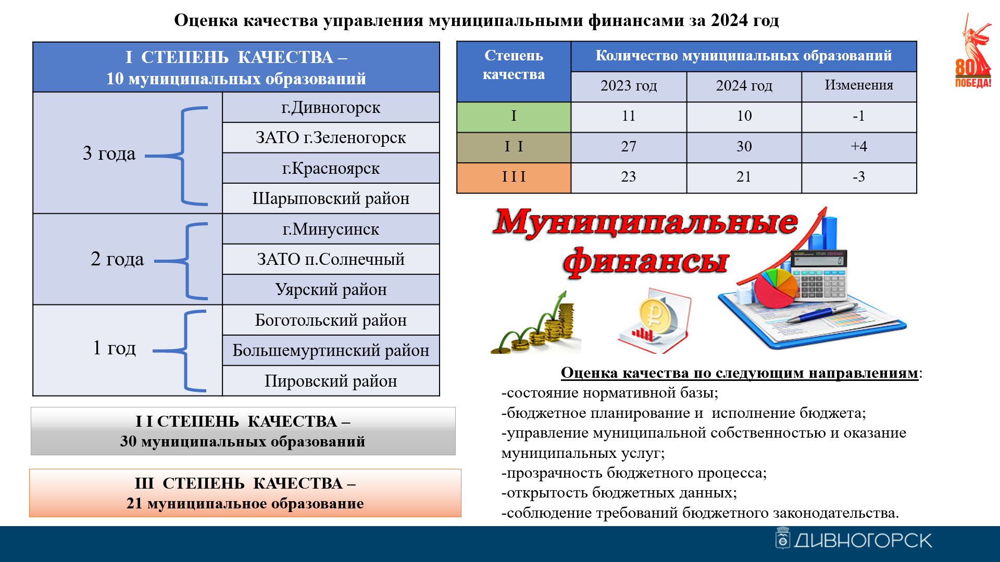 Оценка качества управления муниципальными финансами за 2024 год
I СТЕПЕНЬ КАЧЕСТВА –
10 муниципальных образований
3 года
г.Дивногорск
ЗАТО г.Зеленогорск
г.Красноярск
Шарыповский район
2 года
г.Минусинск
ЗАТО п.Солнечный
Уярский район
1 год
Боготольский район
Большемуртинский район
Пировский район
I I СТЕПЕНЬ КАЧЕСТВА –
30 муниципальных образований
III СТЕПЕНЬ КАЧЕСТВА –
21 муниципальное образование
Степень
качества
Количество муниципальных образований
2023 год 2024 год Изменения
I 11 10 -1
I I 27 30 +4
I I I 23 21 -3
80
ПОБЕДА!
Муниципальные
финансы
Оценка качества по следующим направлениям:
-состояние нормативной базы;
-бюджетное планирование и исполнение бюджета;
-управление муниципальной собственностью и оказание
муниципальных услуг;
-прозрачность бюджетного процесса;
-открытость бюджетных данных;
-соблюдение требований бюджетного законодательства.
ДИВНОГОРСК